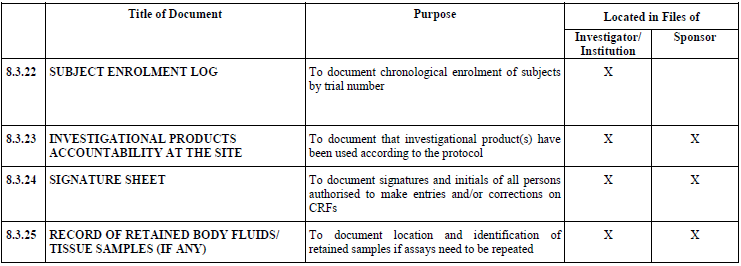 Title of Document Purpose Located in Files of
Investigator/ Sponsor
Institution
8.3.22 SUBJECT ENROLMENT LOG To document chronological enrolment of subjects X
by trial number
8.3.23 INVESTIGATIONAL PRODUCTS To document that investigational product(s) have X X
ACCOUNTABILITY AT THE SITE been used according to the protocol
8.3.24 SIGNATURE SHEET To document signatures and initials of all persons X X
authorised to make entries and/or corrections on
CRFs
8.3.25 RECORD OF RETAINED BODY FLUIDS/ To document location and identification of X X
TISSUE SAMPLES (IF ANY) retained samples if assays need to be repeated